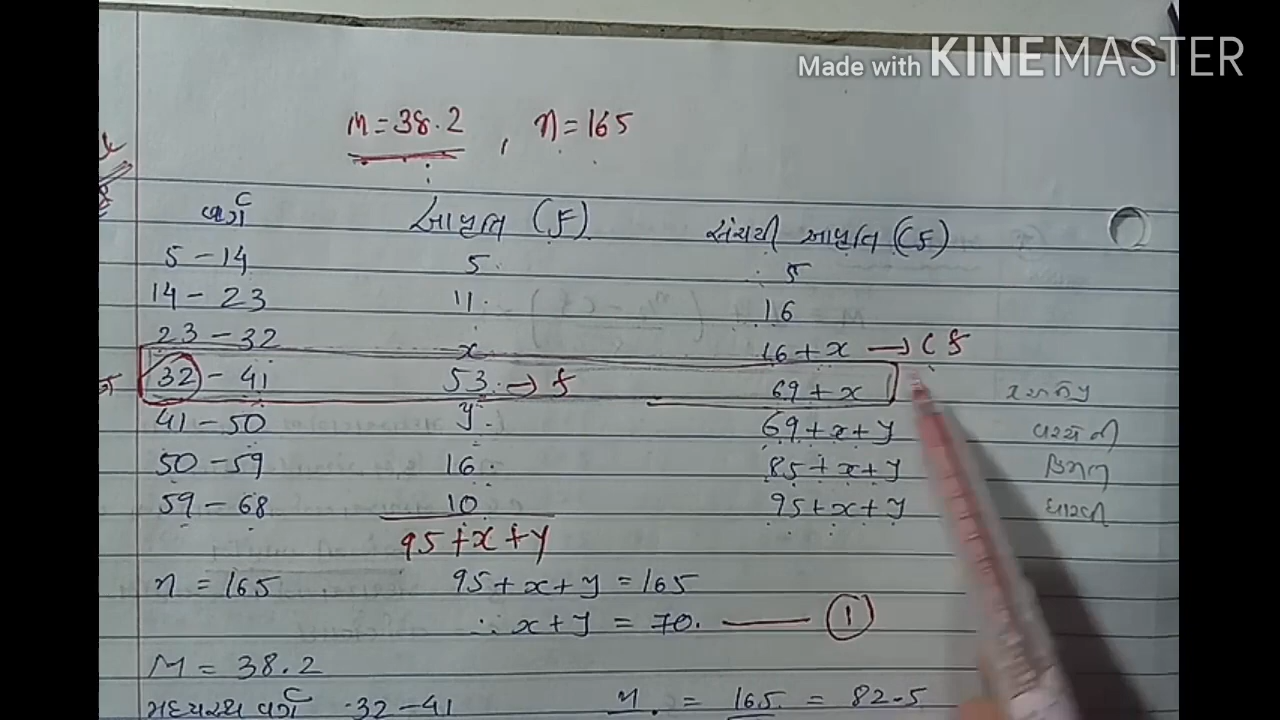 Made with KINEMASTER
M = 38.2 , n = 165
વર્ગ C આવૃત્તિ (F) સંચયી આવૃત્તિ (CF)
5 - 14 5 5
14 - 23 11 16
23 - 32 x 16 + x → CF
32 - 41 53 → f 69 + x
41 - 50 y 69 + x + y
50 - 59 16 85 + x + y
59 - 68 10 95 + x + y
95 + x + y
n = 165 95 + x + y = 165
∴ x + y = 70. ①
M = 38.2
મધ્યસ્થ વર્ગ C 32 - 41 n = 165 = 82.5